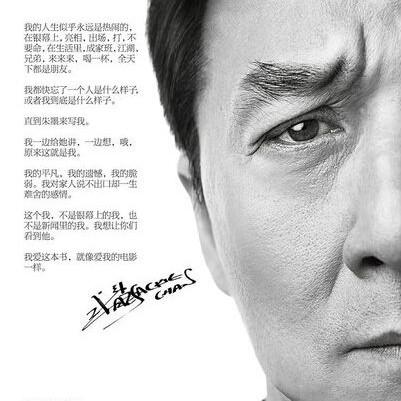 我的人生似乎永远是热闹的，
在银幕上，亮相，出场，打，不
要命，在生活里，成家班，江湖，
兄弟，来来来，喝一杯，全天
下都是朋友。
我都快忘了一个人是什么样子，
或者我到底是什么样子。
直到朱墨来写我。
我一边给她讲，一边想，哦，
原来这就是我。
我的平凡，我的遗憾，我的脆
弱。我对家人说不出口却一生
难舍的感情。
这个我，不是银幕上的我，也
不是新闻里的我。我想让你们
看到他。
我爱这本书，就像爱我的电影
一样。
JACKIE
CHAN